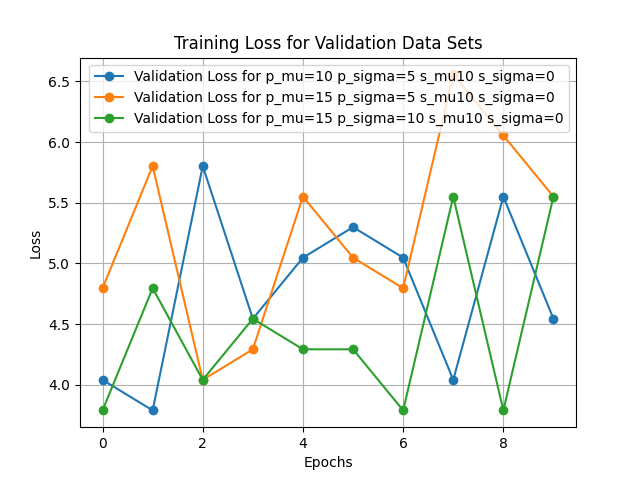 Training Loss for Validation Data Sets
Validation Loss for p_mu=10 p_sigma=5 s_mu10 s_sigma=0
Validation Loss for p_mu=15 p_sigma=5 s_mu10 s_sigma=0
Validation Loss for p_mu=15 p_sigma=10 s_mu10 s_sigma=0
6.5
6.0
5.5
5.0
4.5
4.0
Loss
0 2 4 6 8
Epochs